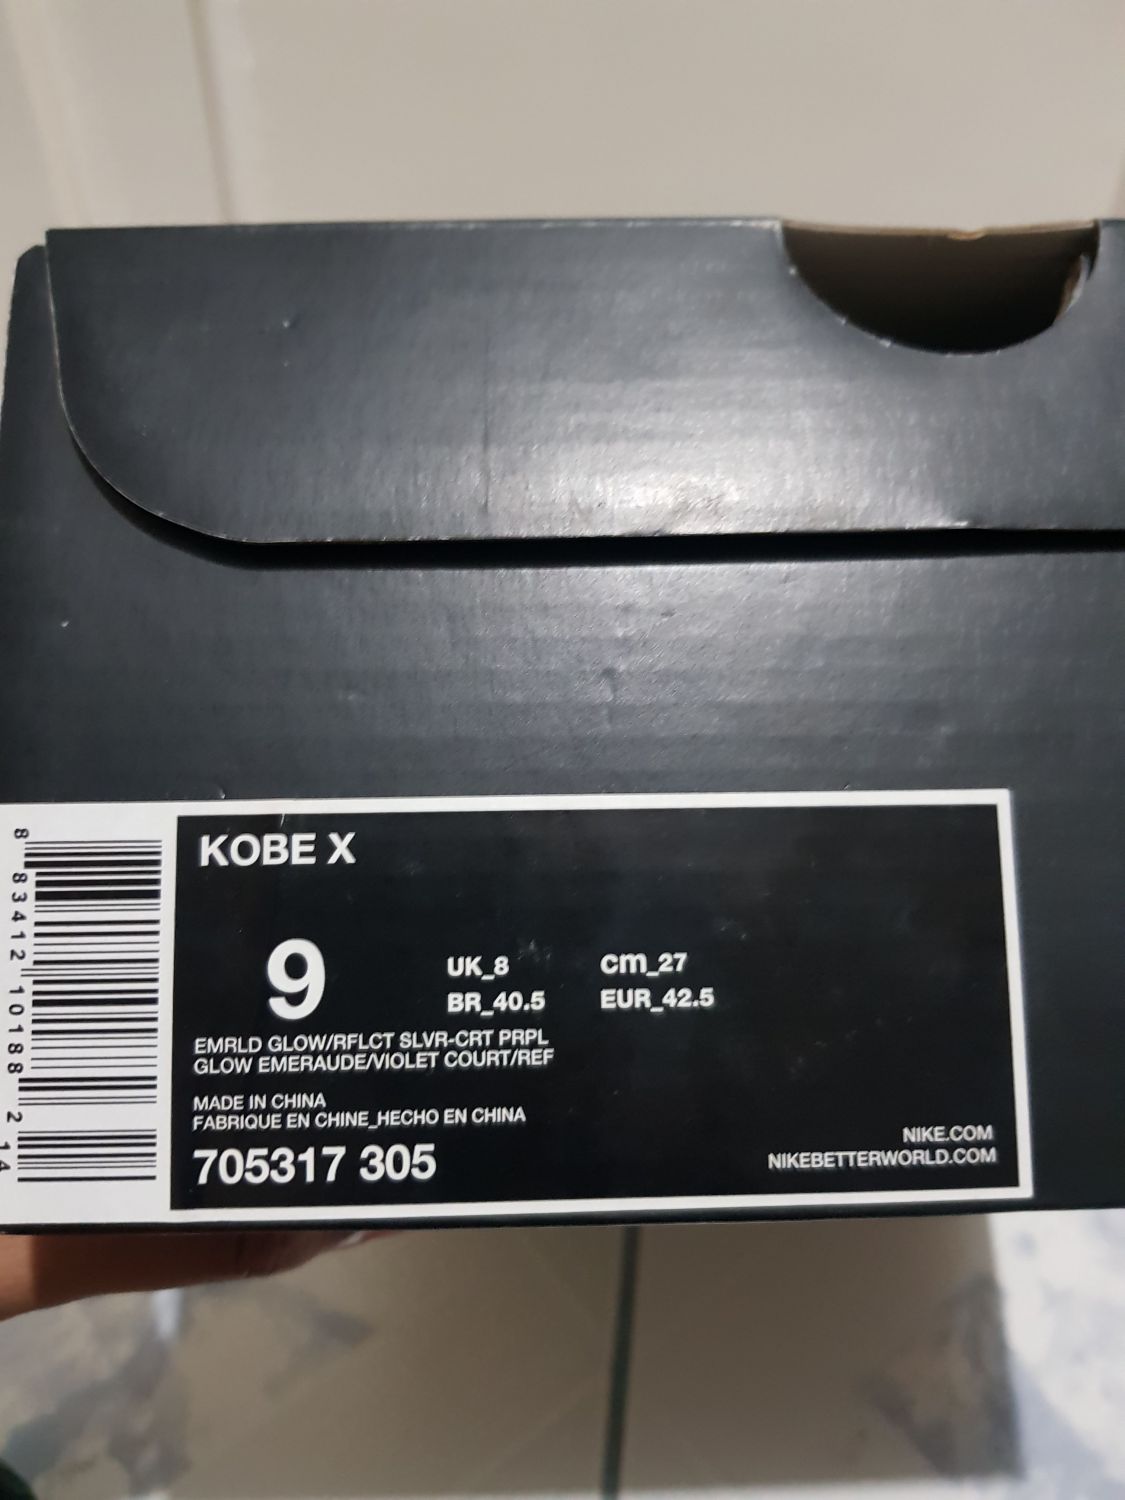 KOBE X
9
UK_8 cm_27
BR_40.5 EUR_42.5
EMRLD GLOW/RFLCT SLVR-CRT PRPL
GLOW EMERAUDE/VIOLET COURT/REF
MADE IN CHINA
FABRIQUE EN CHINE_HECHO EN CHINA
705317 305
NIKE.COM
NIKEBETTERWORLD.COM
8 83412 10188 2
14